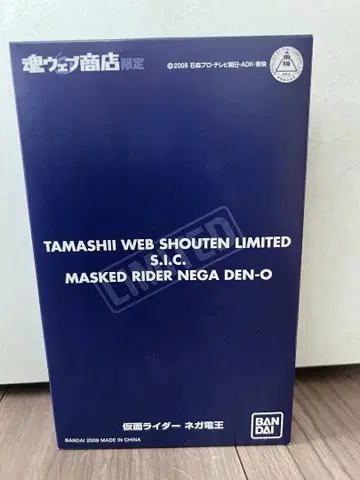 魂ウェブ商店限定
©2008 石森プロ・テレビ朝日・ADK・東映
TAMASHII WEB SHOUTEN LIMITED
S.I.C.
MASKED RIDER NEGA DEN-O
LIMITED
仮面ライダー ネガ電王
BANDAI 2009 MADE IN CHINA
BAN
DAI